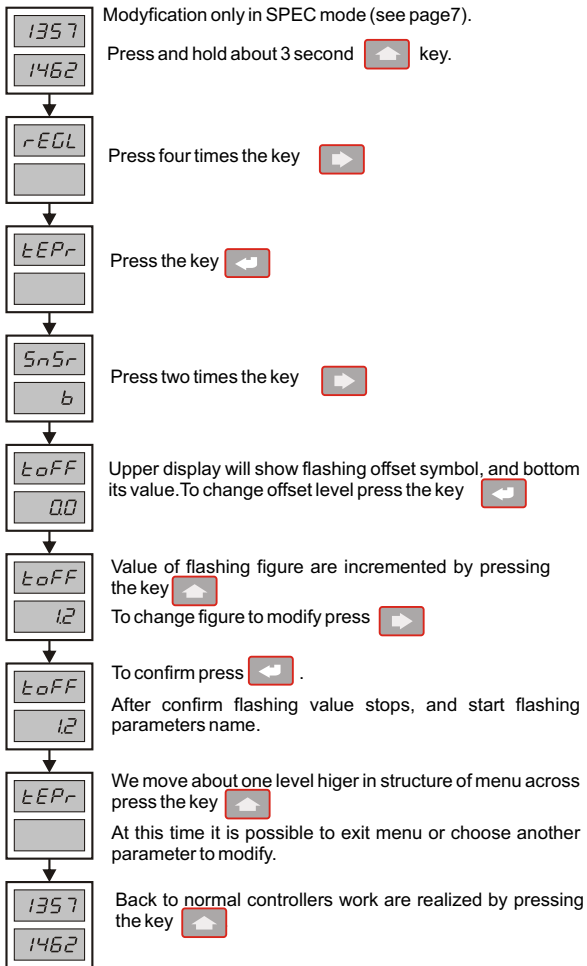 Modyfication only in SPEC mode (see page7).
1357
1462
Press and hold about 3 second key.
rEGL
Press four times the key
tEPr
Press the key
SnSr
b
Press two times the key
toFF
0.0
Upper display will show flashing offset symbol, and bottom
its value.To change offset level press the key
toFF
1.2
Value of flashing figure are incremented by pressing
the key
To change figure to modify press
toFF
1.2
To confirm press .
After confirm flashing value stops, and start flashing
parameters name.
tEPr
We move about one level higer in structure of menu across
press the key
At this time it is possible to exit menu or choose another
parameter to modify.
1357
1462
Back to normal controllers work are realized by pressing
the key